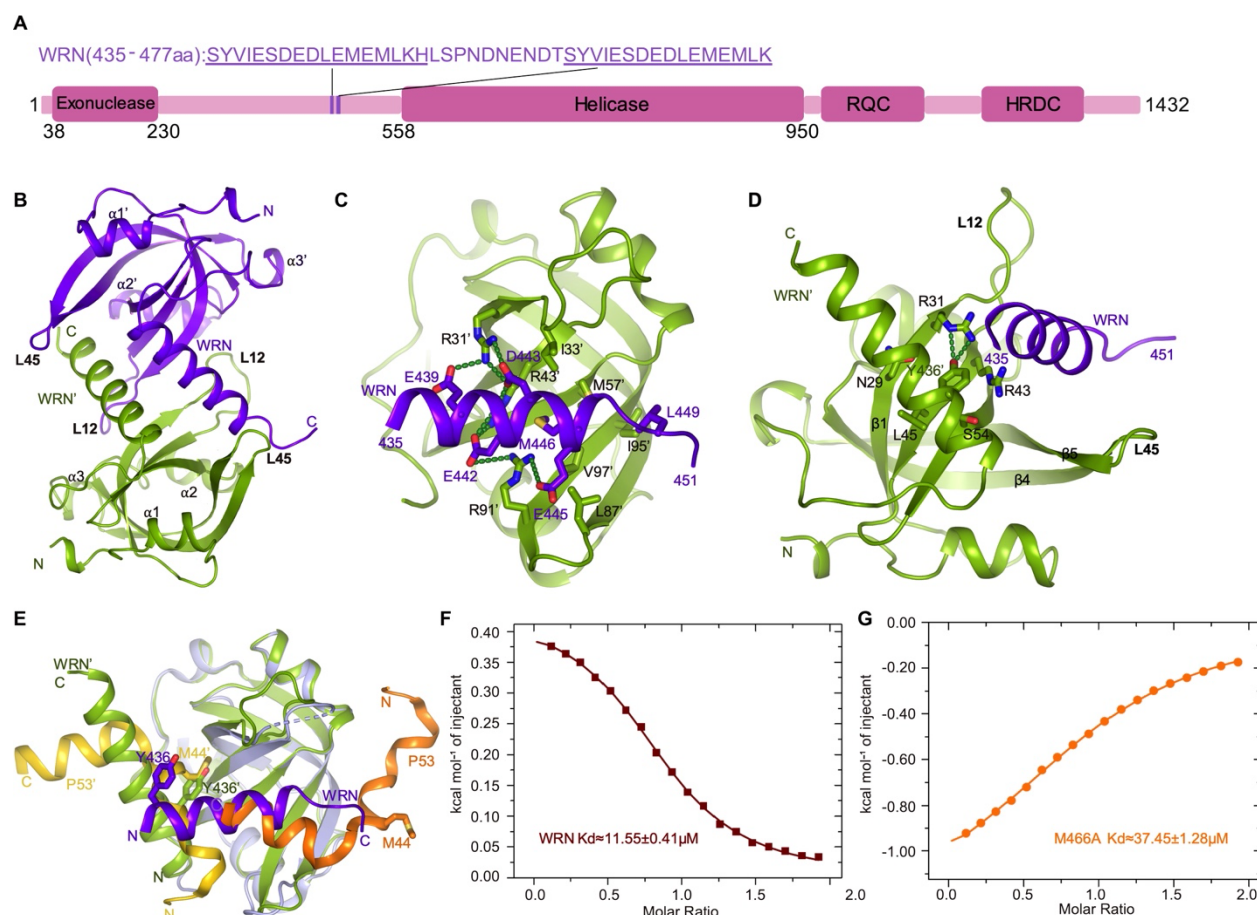 A
WRN(435-477aa):SYVIESDEDLEMEMLKHLSPNDNENDTSYVIESDEDLEMEMLK
1 Exonuclease Helicase RQC HRDC 1432
38 230 558 950
B
α1'
N
α3'
α2'
C
L45
WRN
L12
WRN'
L12
C
L45
α3
α2
α1
N
C
R31'
D443
I33'
E439
R43'
M57'
WRN
L449
435
M446
I95'
E442
V97'
451
R91'
E445
L87'
D
L12
C
WRN'
R31
WRN
435
451
Y436'
N29
R43
β1
L45
S54
β5
L45
β4
N
E
WRN'
C
N
Y436
M44'
P53
C
P53'
Y436'
WRN
N
C
M44
N
F
0.40
0.35
0.30
0.25
0.20
0.15
0.10
0.05
0.00
kcal mol⁻¹ of injectant
WRN Kd≈11.55±0.41μM
0.0 0.5 1.0 1.5 2.0
Molar Ratio
G
0.00
-0.20
-0.40
-0.60
-0.80
-1.00
kcal mol⁻¹ of injectant
M466A Kd≈37.45±1.28μM
0.0 0.5 1.0 1.5 2.0
Molar Ratio